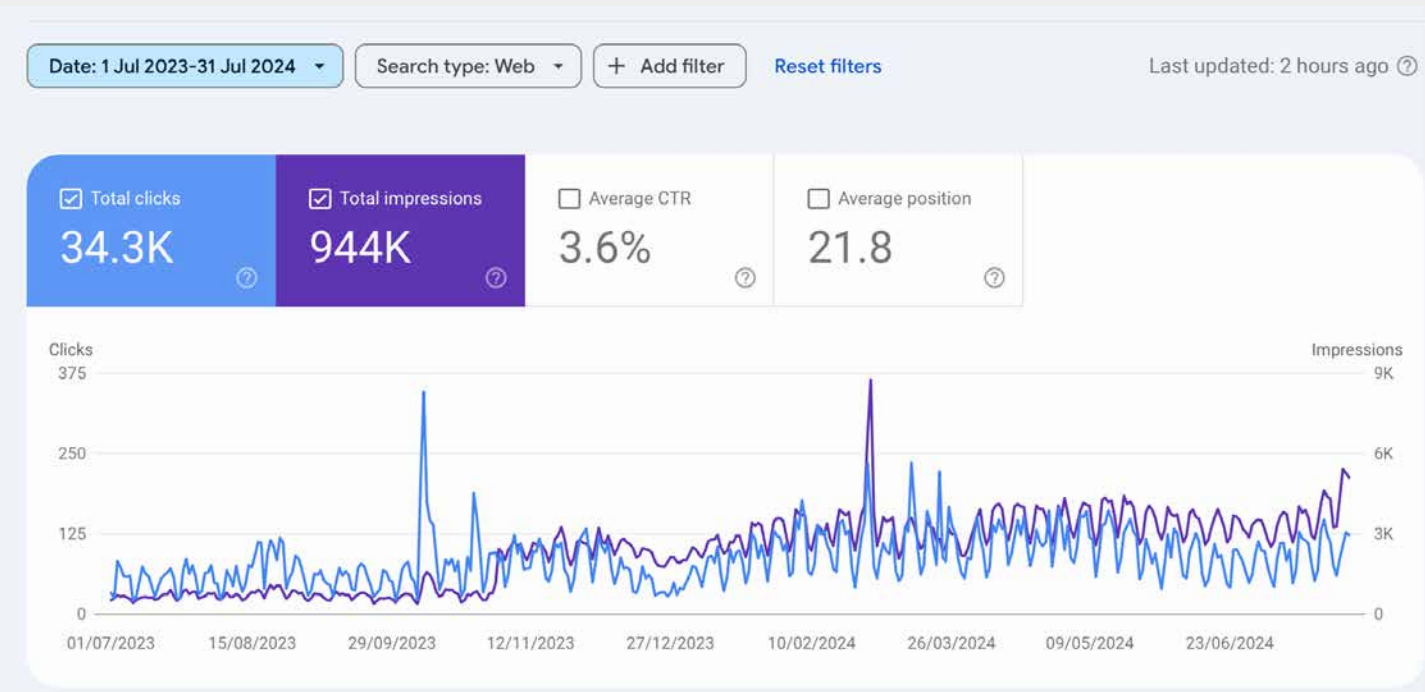 Date: 1 Jul 2023-31 Jul 2024 Search type: Web + Add filter Reset filters Last updated: 2 hours ago
Total clicks Total impressions Average CTR Average position
34.3K 944K 3.6% 21.8
Clicks Impressions
375 9K
250 6K
125 3K
0 0
01/07/2023 15/08/2023 29/09/2023 12/11/2023 27/12/2023 10/02/2024 26/03/2024 09/05/2024 23/06/2024